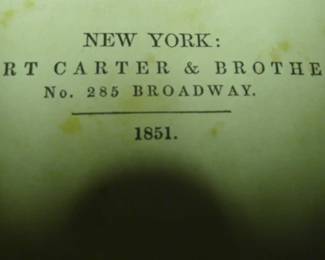 NEW YORK:
RT CARTER & BROTHE
No. 285 BROADWAY.
1851.